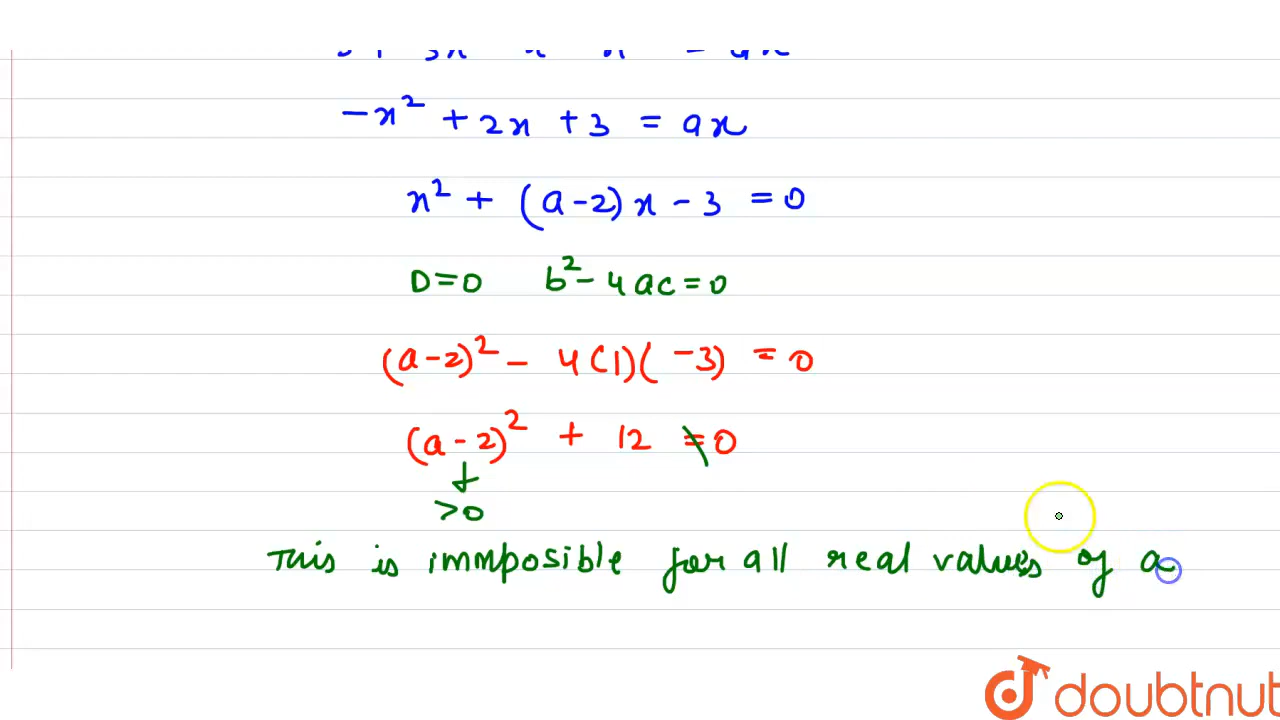 -x² + 2x + 3 = ax
x² + (a-2) x - 3 = 0
D=0 b²- 4ac=0
(a-2)² - 4(1)(-3) = 0
(a-2)² + 12 = 0
>0
This is immposible for all real values of a
doubtnut